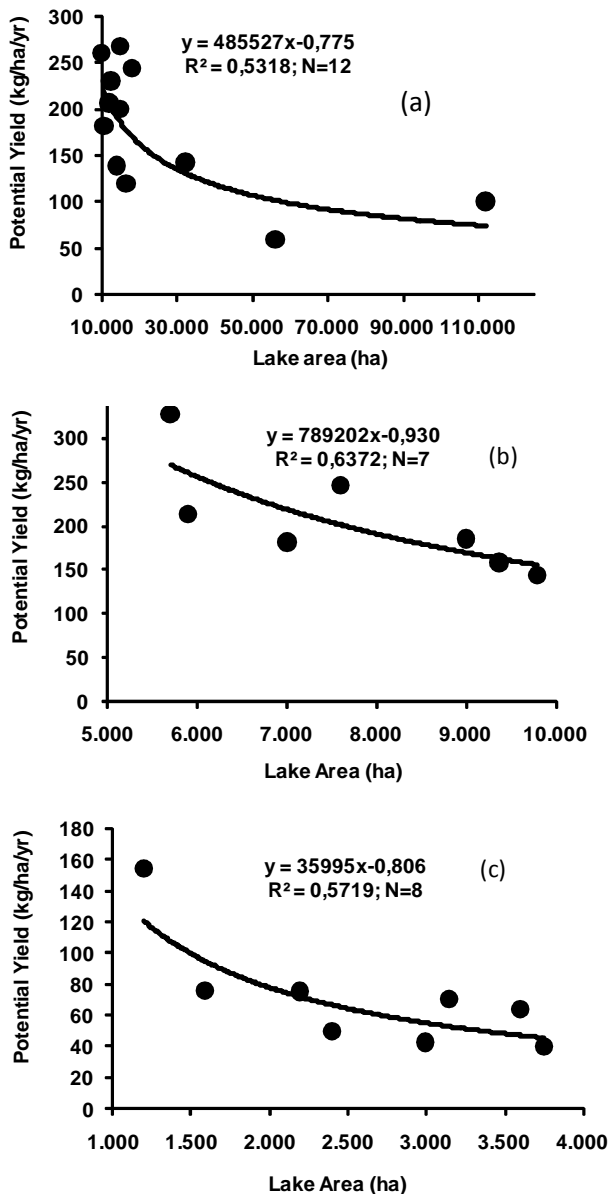 300
250
200
150
100
50
0
Potential Yield (kg/ha/yr)
y = 485527x-0,775
R² = 0,5318; N=12
(a)
10.000 30.000 50.000 70.000 90.000 110.000
Lake area (ha)
300
250
200
150
100
50
0
Potential Yield (kg/ha/yr)
y = 789202x-0,930
R² = 0,6372; N=7
(b)
5.000 6.000 7.000 8.000 9.000 10.000
Lake Area (ha)
180
160
140
120
100
80
60
40
20
0
Potential Yield (kg/ha/yr)
y = 35995x-0,806
R² = 0,5719; N=8
(c)
1.000 1.500 2.000 2.500 3.000 3.500 4.000
Lake Area (ha)